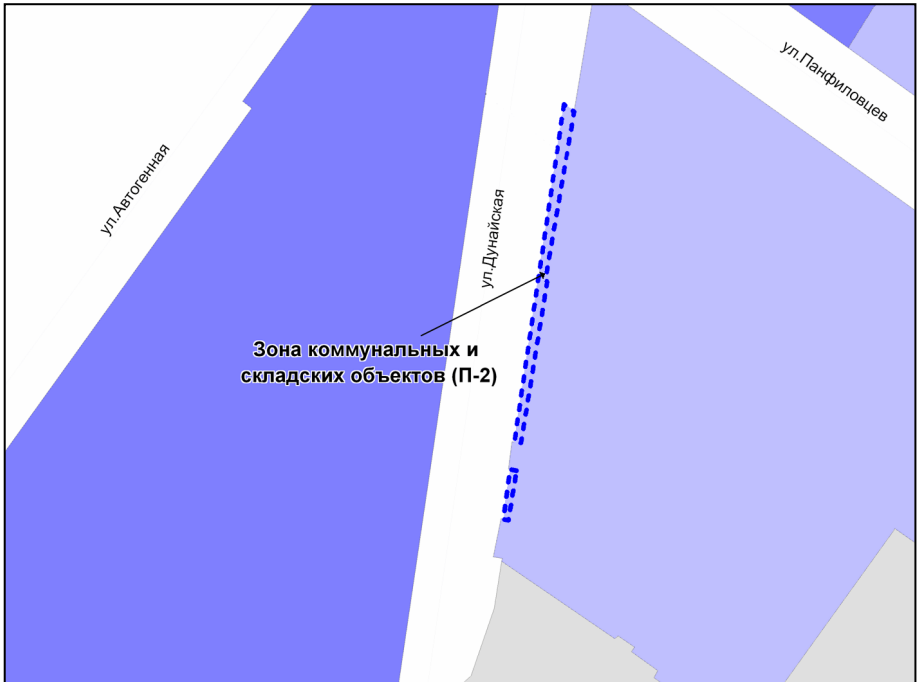 ул.Панфиловцев
ул.Автогенная
ул.Дунайская
Зона коммунальных и
складских объектов (П-2)